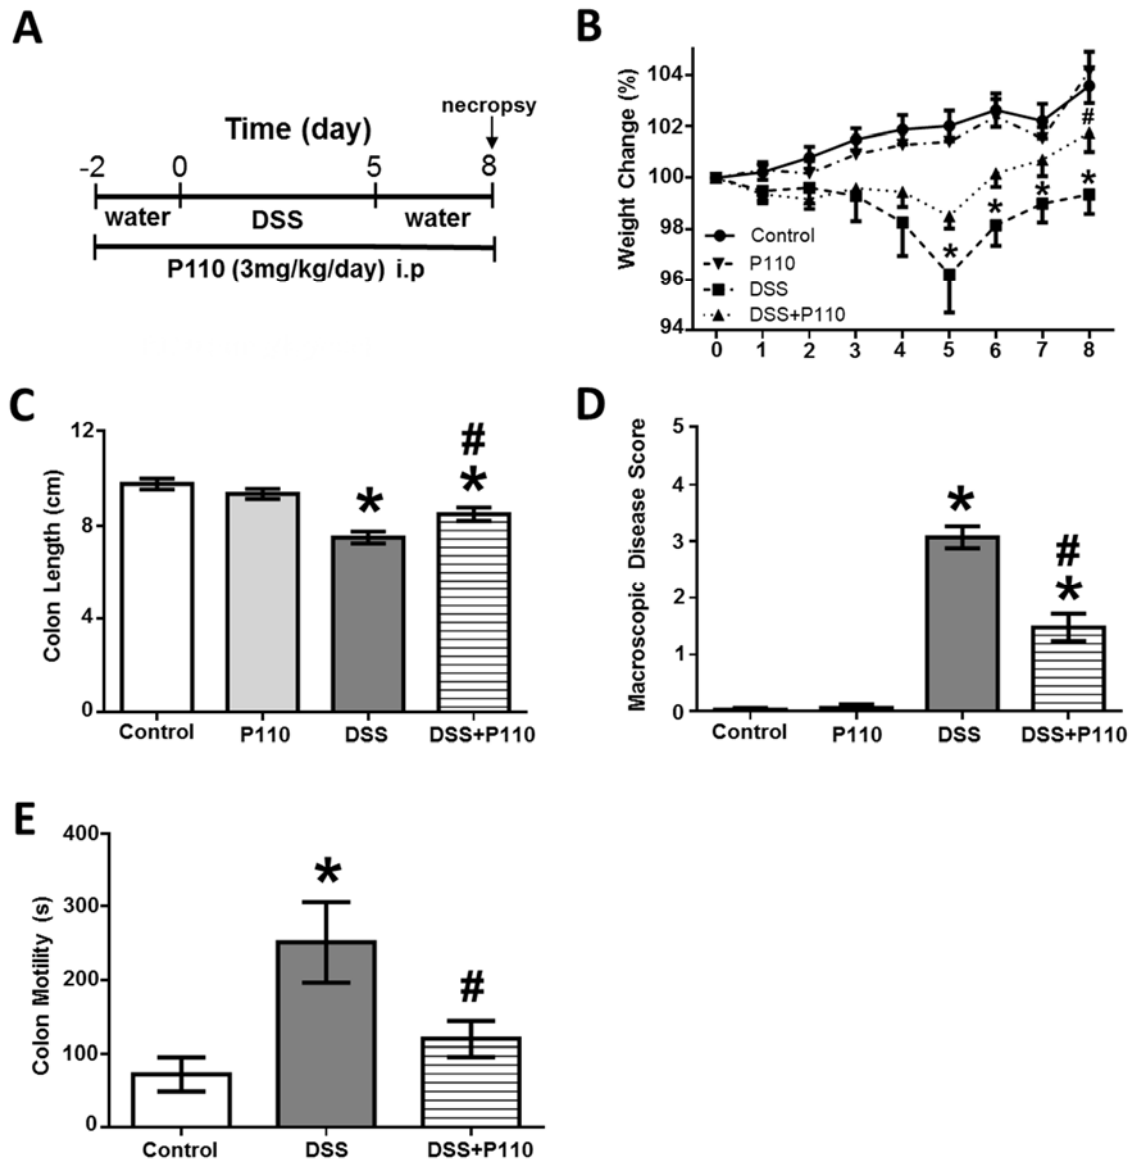 A
necropsy
Time (day)
-2 0 5 8
water DSS water
P110 (3mg/kg/day) i.p
B
Weight Change (%)
104
102
100
98
96
94
#
* * * *
Control
P110
DSS
DSS+P110
0 1 2 3 4 5 6 7 8
C
Colon Length (cm)
12
8
4
0
*
#
*
Control P110 DSS DSS+P110
D
Macroscopic Disease Score
5
4
3
2
1
0
*
#
*
Control P110 DSS DSS+P110
E
Colon Motility (s)
400
300
200
100
0
*
#
Control DSS DSS+P110